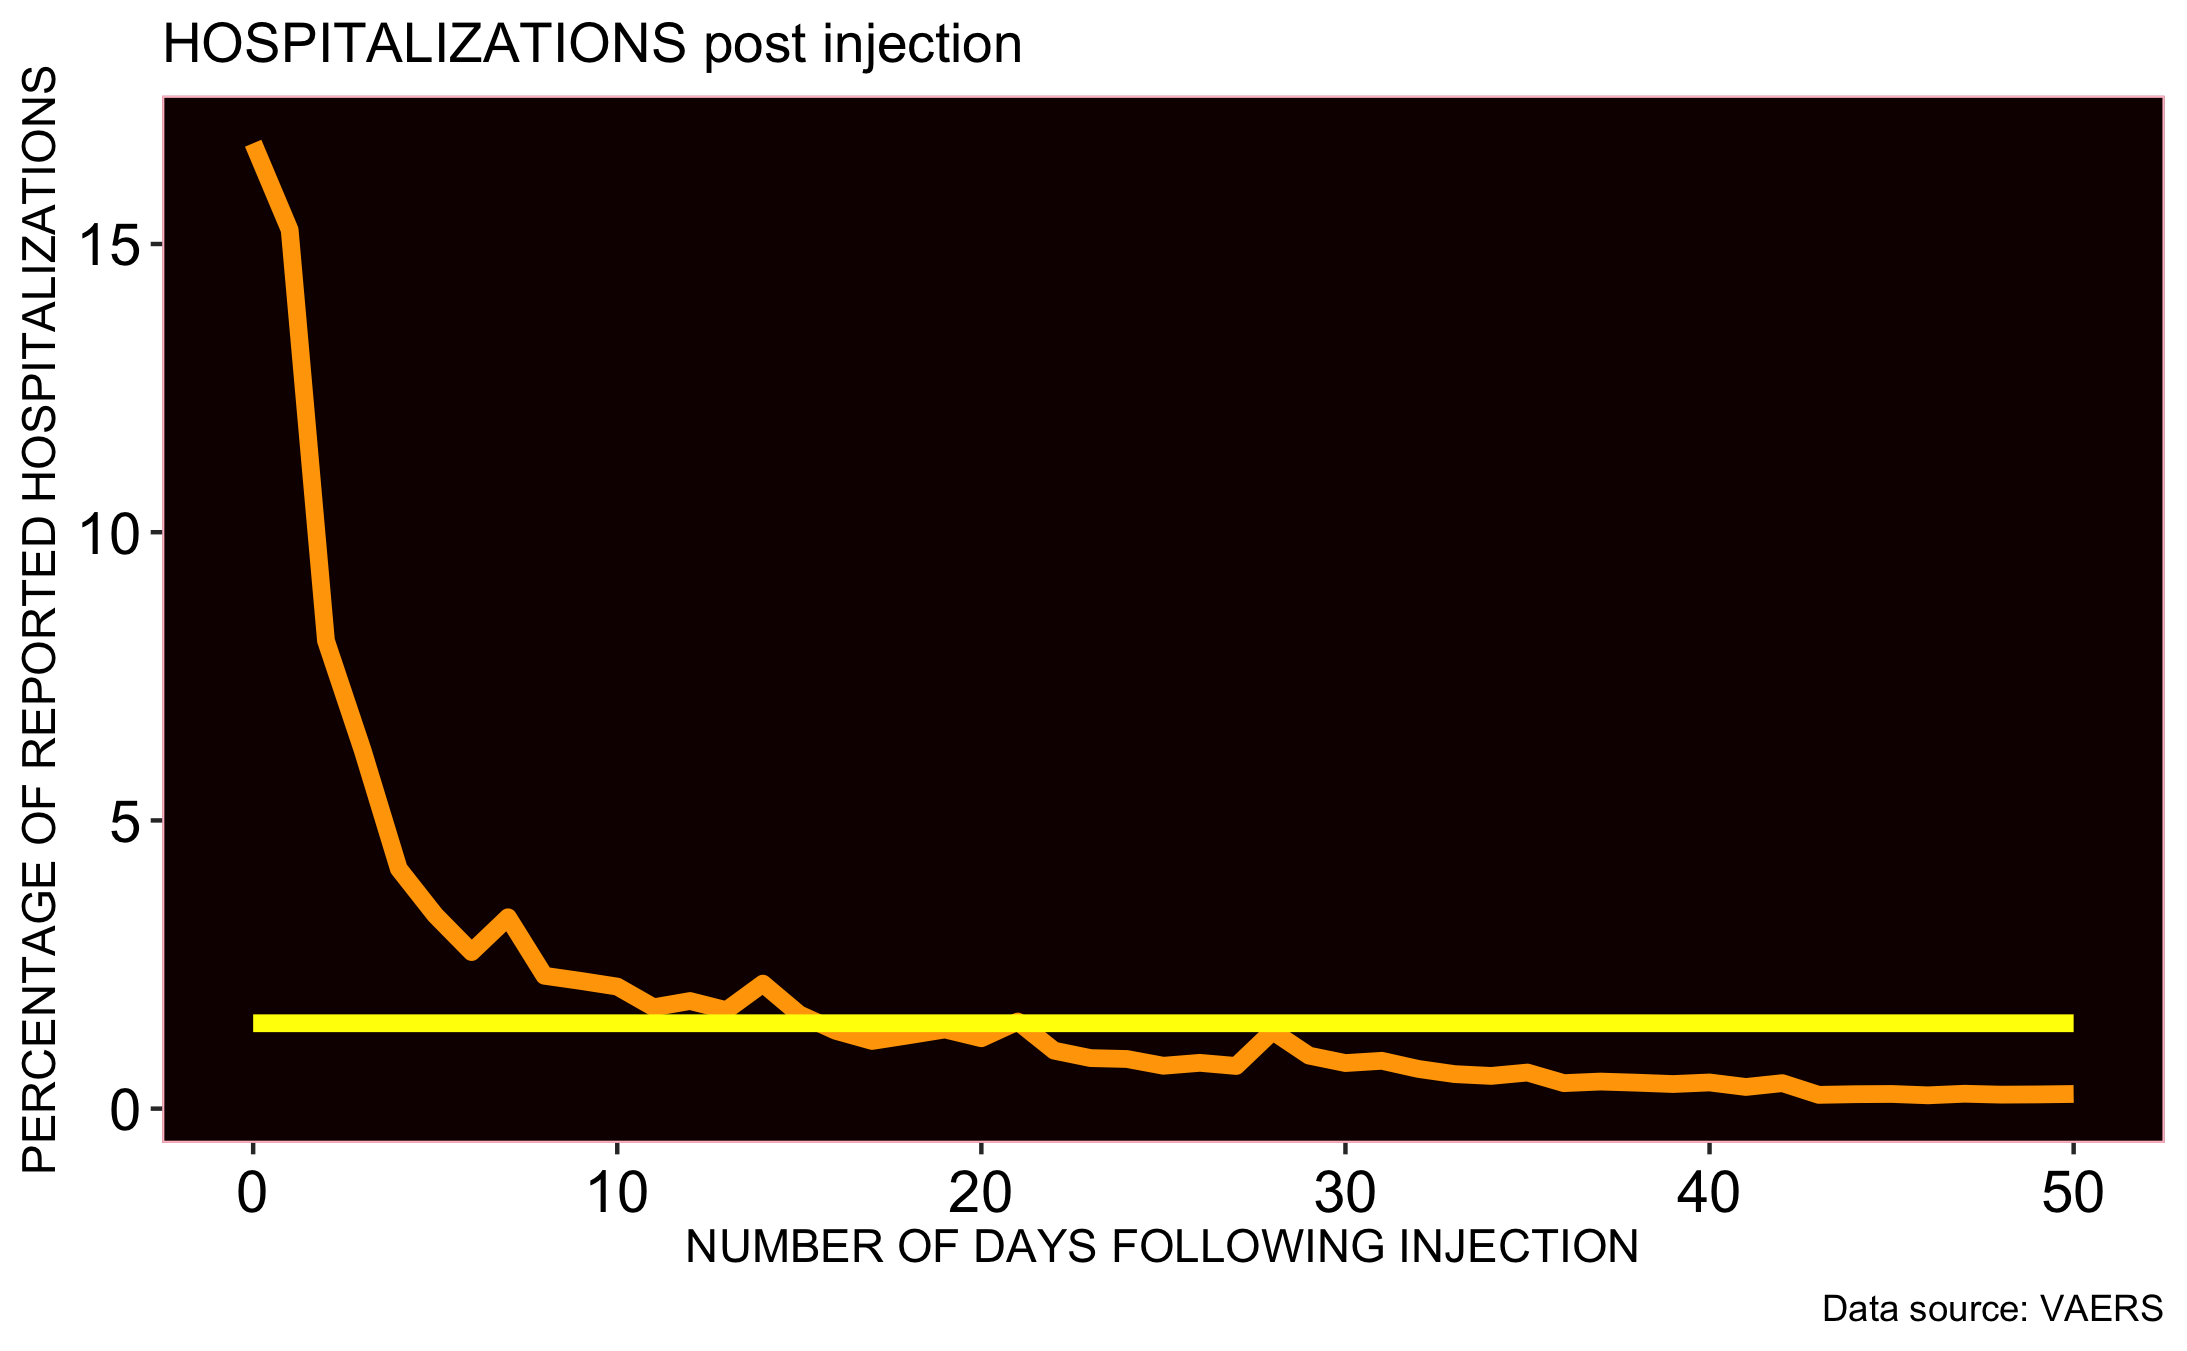 HOSPITALIZATIONS post injection
PERCENTAGE OF REPORTED HOSPITALIZATIONS
15
10
5
0
0 10 20 30 40 50
NUMBER OF DAYS FOLLOWING INJECTION
Data source: VAERS